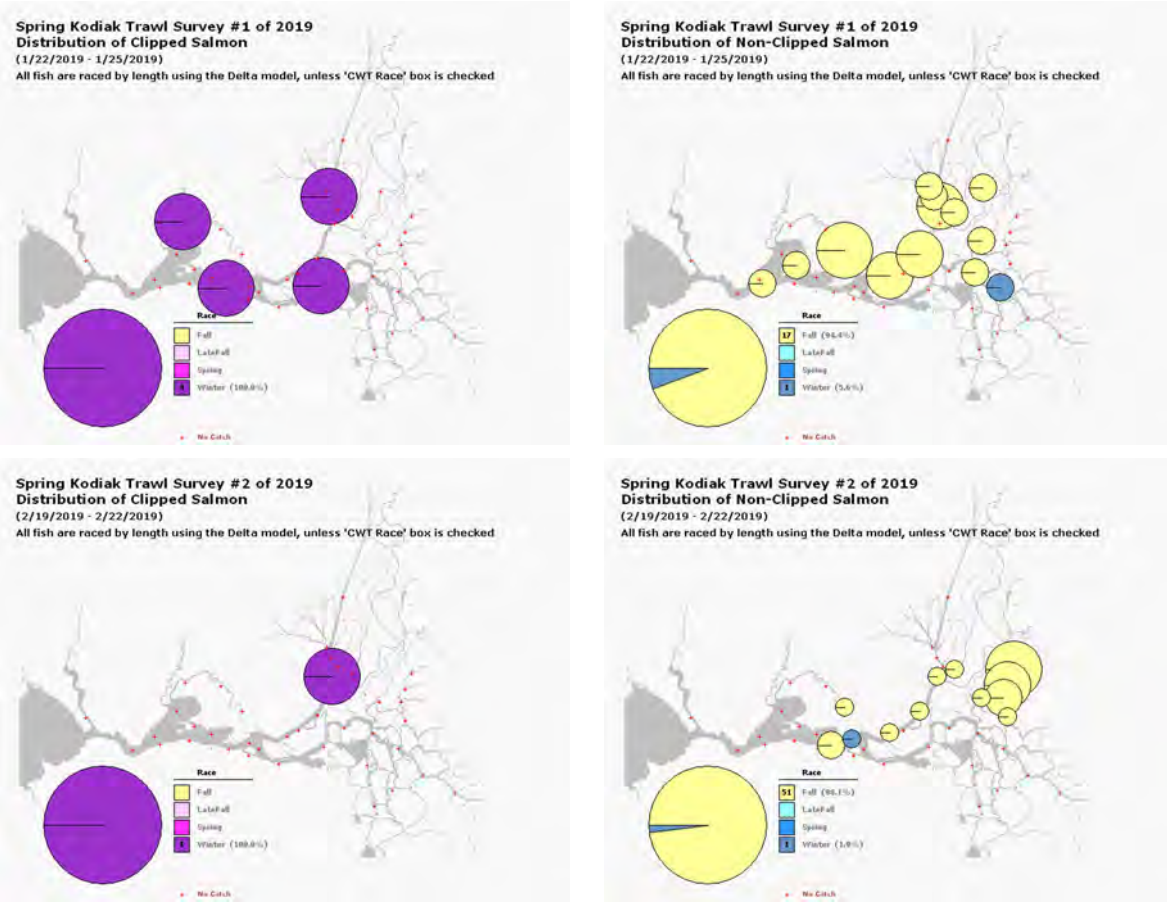 Spring Kodiak Trawl Survey #1 of 2019
Distribution of Clipped Salmon
(1/22/2019 - 1/25/2019)
All fish are raced by length using the Delta model, unless 'CWT Race' box is checked
Race
Fall
LateFall
Spring
Winter (100.0%)
No Catch
Spring Kodiak Trawl Survey #1 of 2019
Distribution of Non-Clipped Salmon
(1/22/2019 - 1/25/2019)
All fish are raced by length using the Delta model, unless 'CWT Race' box is checked
Race
17 Fall (94.4%)
LateFall
Spring
1 Winter (5.6%)
No Catch
Spring Kodiak Trawl Survey #2 of 2019
Distribution of Clipped Salmon
(2/19/2019 - 2/22/2019)
All fish are raced by length using the Delta model, unless 'CWT Race' box is checked
Race
Fall
LateFall
Spring
Winter (100.0%)
No Catch
Spring Kodiak Trawl Survey #2 of 2019
Distribution of Non-Clipped Salmon
(2/19/2019 - 2/22/2019)
All fish are raced by length using the Delta model, unless 'CWT Race' box is checked
Race
51 Fall (98.1%)
LateFall
Spring
1 Winter (1.9%)
No Catch